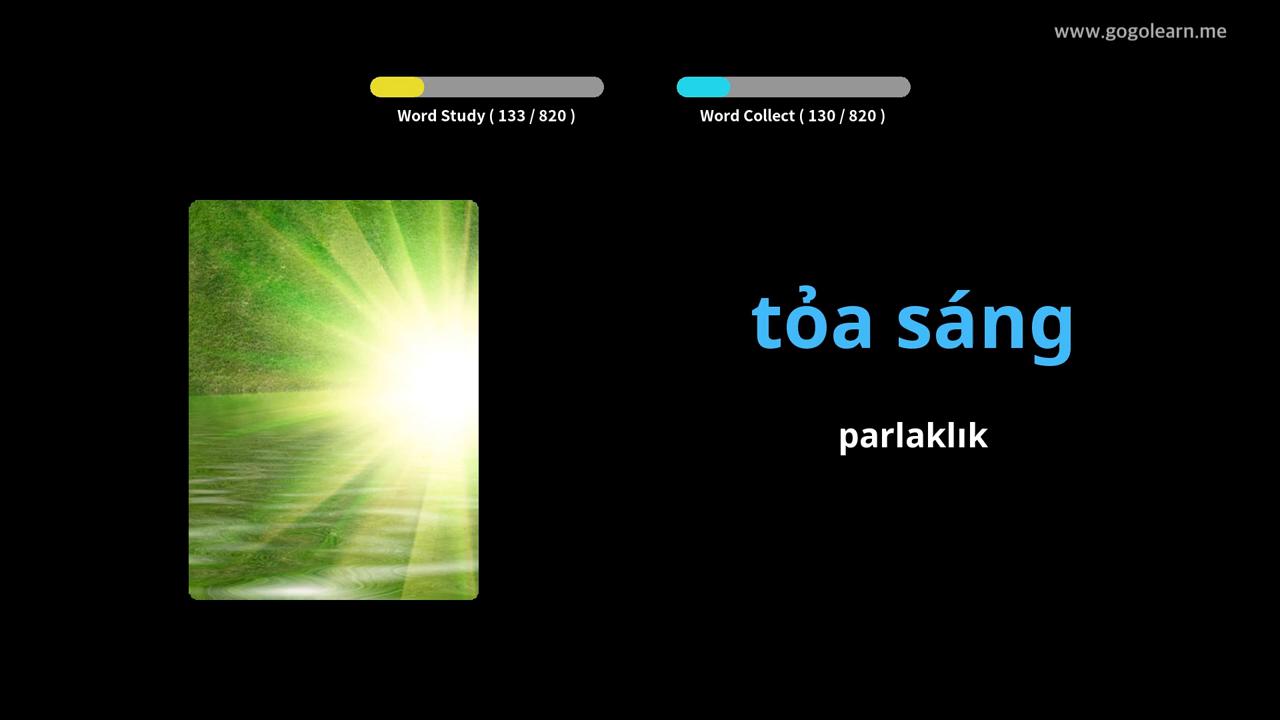 www.gogolearn.me
Word Study ( 133 / 820 )
Word Collect ( 130 / 820 )
tỏa sáng
parlaklık